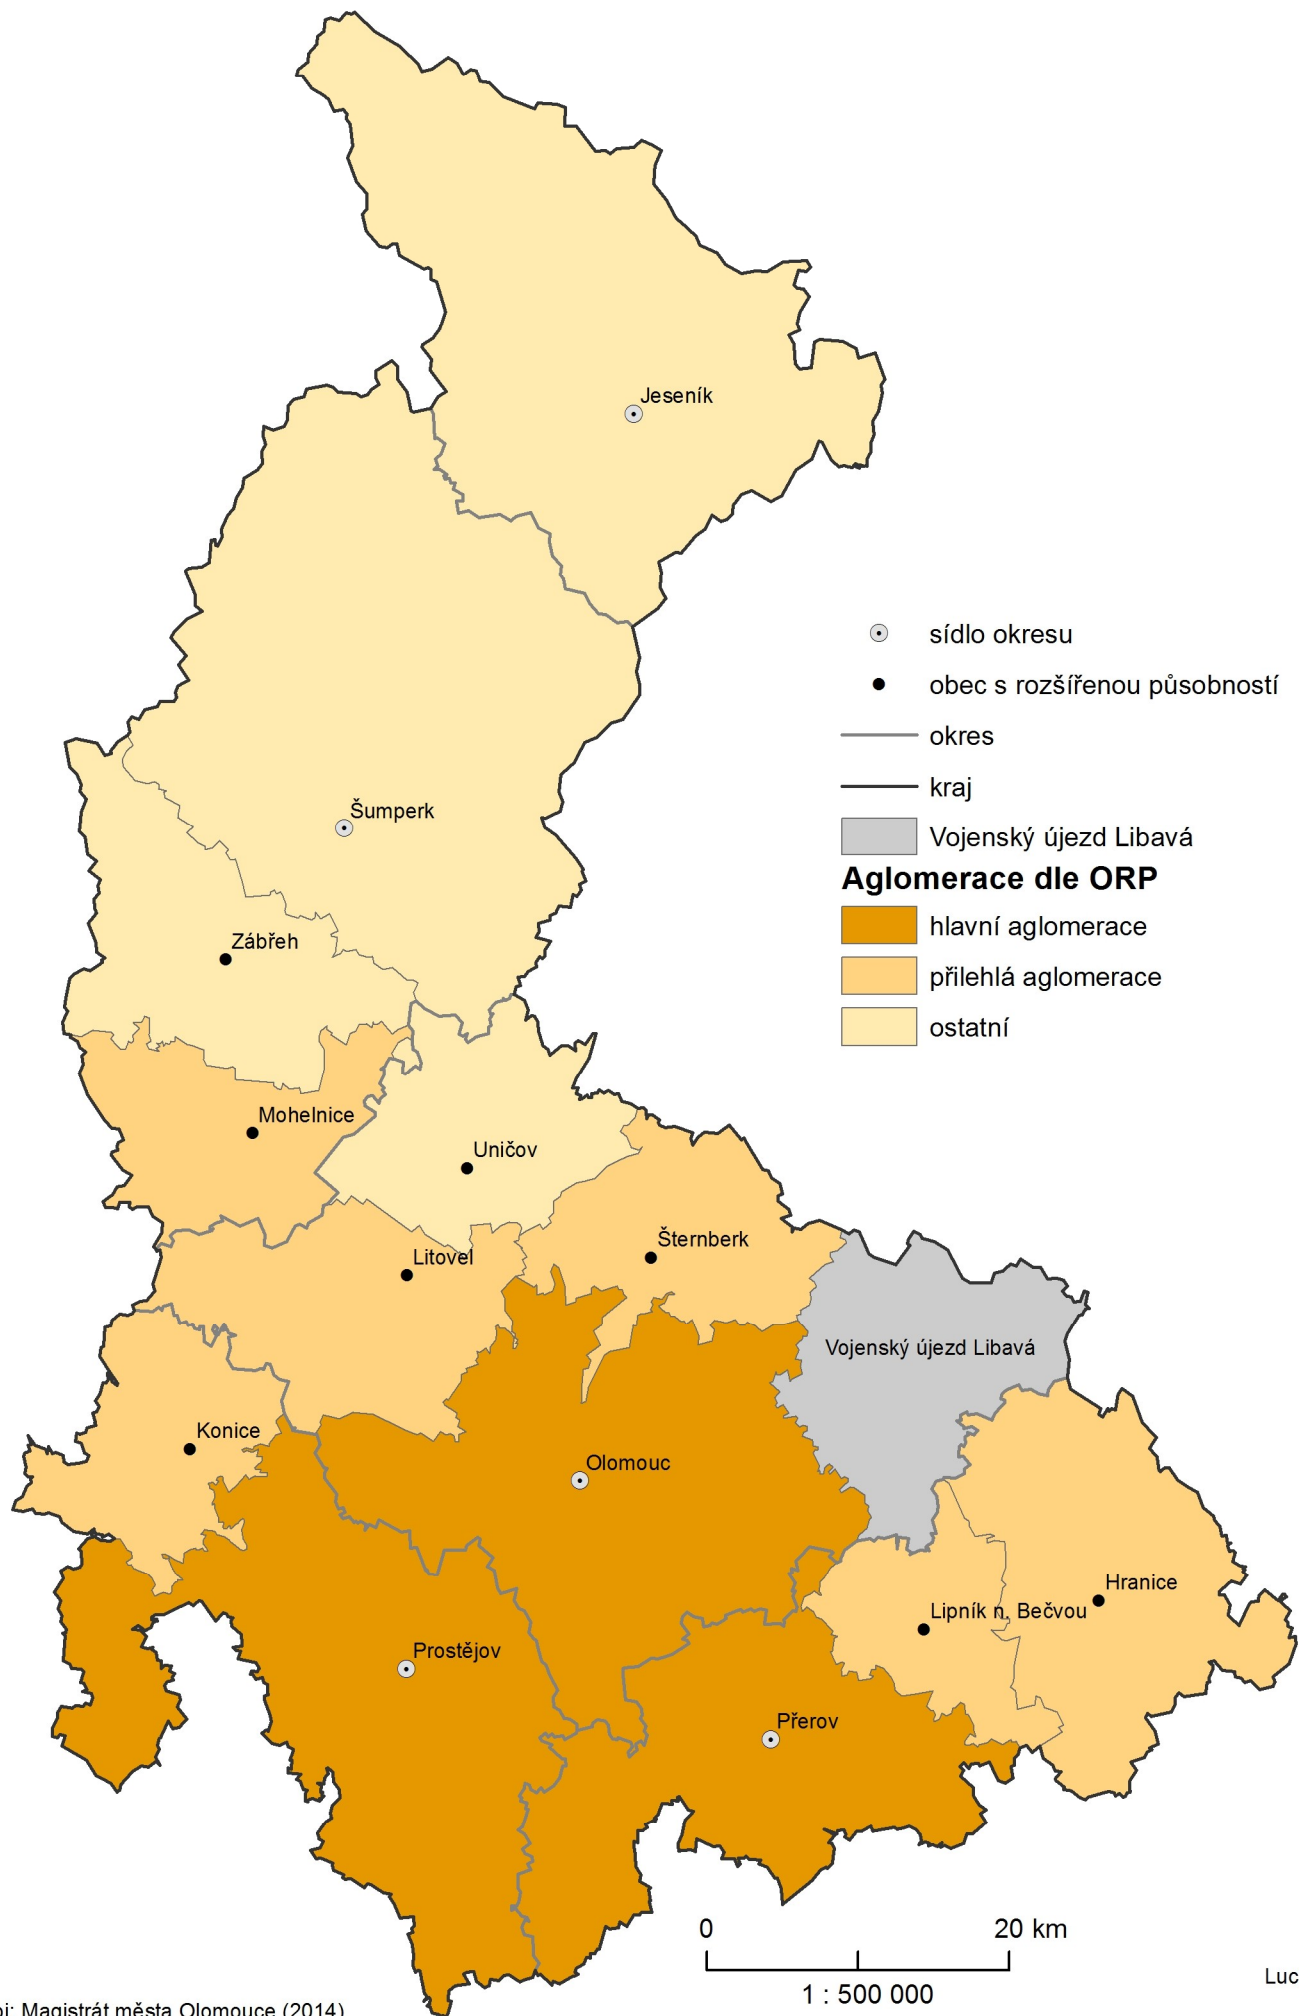 Jeseník
sídlo okresu
obec s rozšířenou působností
okres
kraj
Šumperk
Vojenský újezd Libavá
Aglomerace dle ORP
hlavní aglomerace
Zábřeh
přilehlá aglomerace
ostatní
Mohelnice
Uničov
Šternberk
Litovel
Vojenský újezd Libavá
Konice
Olomouc
Hranice
Lipník n. Bečvou
Prostějov
Přerov
0 20 km
1 : 500 000
Luc
oj: Magistrát města Olomouce (2014)